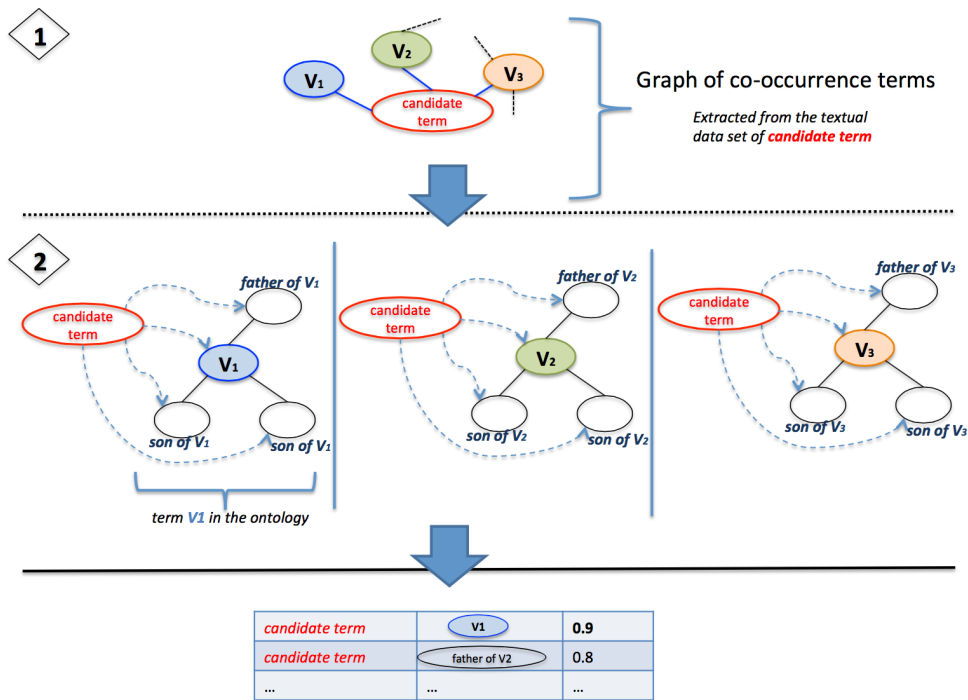 1
V2
V1
V3
candidate
term
Graph of co-occurrence terms
Extracted from the textual
data set of candidate term
2
father of V1
candidate
term
V1
son of V1
son of V1
term V1 in the ontology
father of V2
candidate
term
V2
son of V2
son of V2
father of V3
candidate
term
V3
son of V3
son of V3
candidate term V1 0.9
candidate term father of V2 0.8
... ... ...